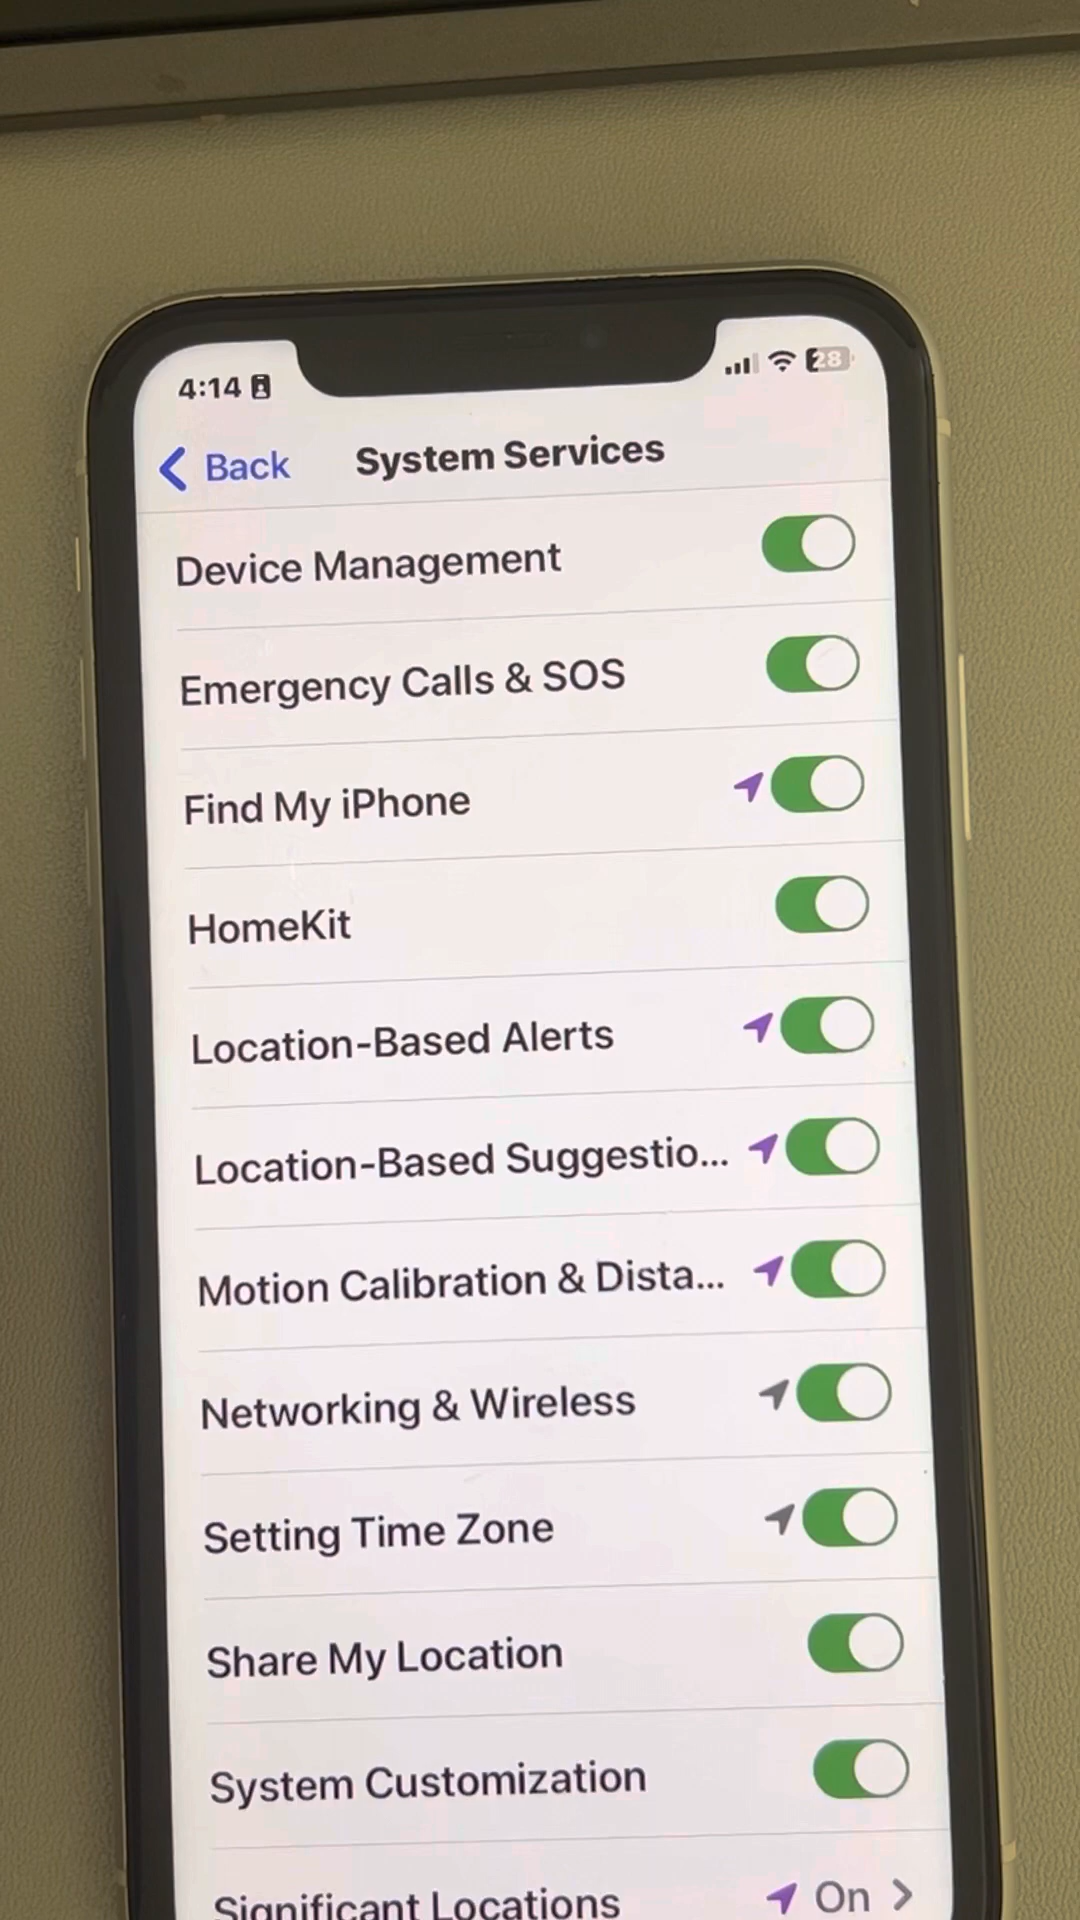 4:14
28
Back
System Services
Device Management
Emergency Calls & SOS
Find My iPhone
HomeKit
Location-Based Alerts
Location-Based Suggestio...
Motion Calibration & Dista...
Networking & Wireless
Setting Time Zone
Share My Location
System Customization
Significant Locations On